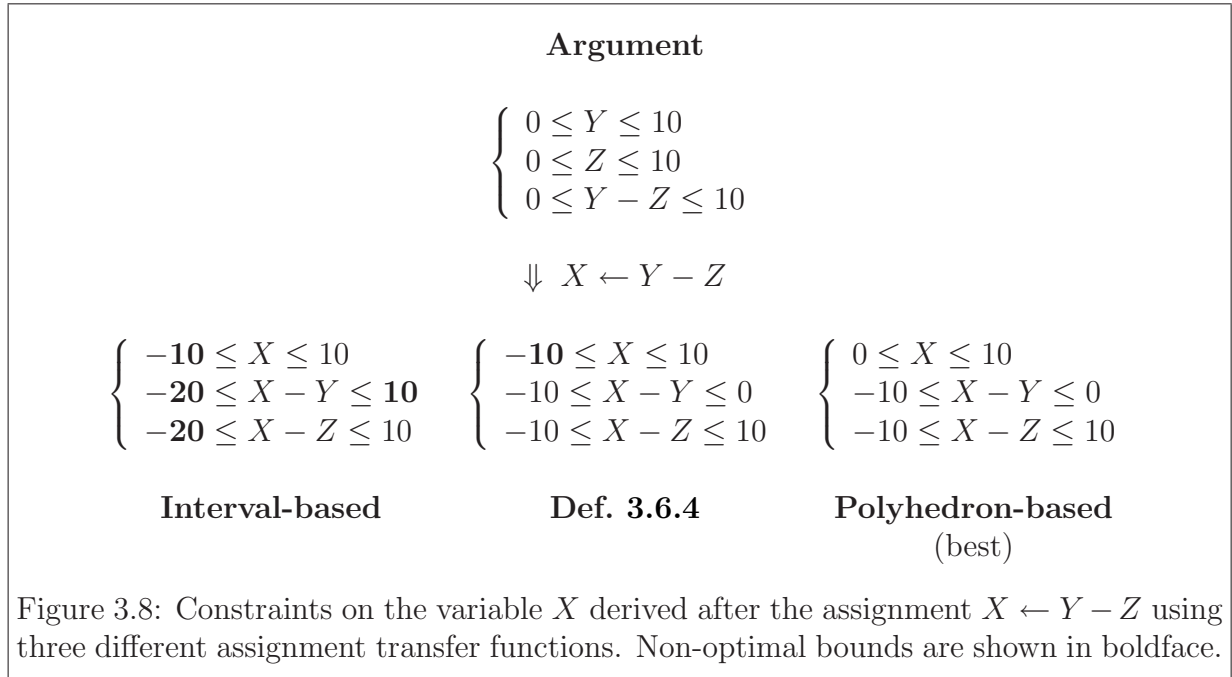 Argument
0 ≤ Y ≤ 10
0 ≤ Z ≤ 10
0 ≤ Y − Z ≤ 10
⇓ X ← Y − Z
−10 ≤ X ≤ 10
−20 ≤ X − Y ≤ 10
−20 ≤ X − Z ≤ 10
Interval-based
−10 ≤ X ≤ 10
−10 ≤ X − Y ≤ 0
−10 ≤ X − Z ≤ 10
Def. 3.6.4
0 ≤ X ≤ 10
−10 ≤ X − Y ≤ 0
−10 ≤ X − Z ≤ 10
Polyhedron-based
(best)
Figure 3.8: Constraints on the variable X derived after the assignment X ← Y − Z using
three different assignment transfer functions. Non-optimal bounds are shown in boldface.